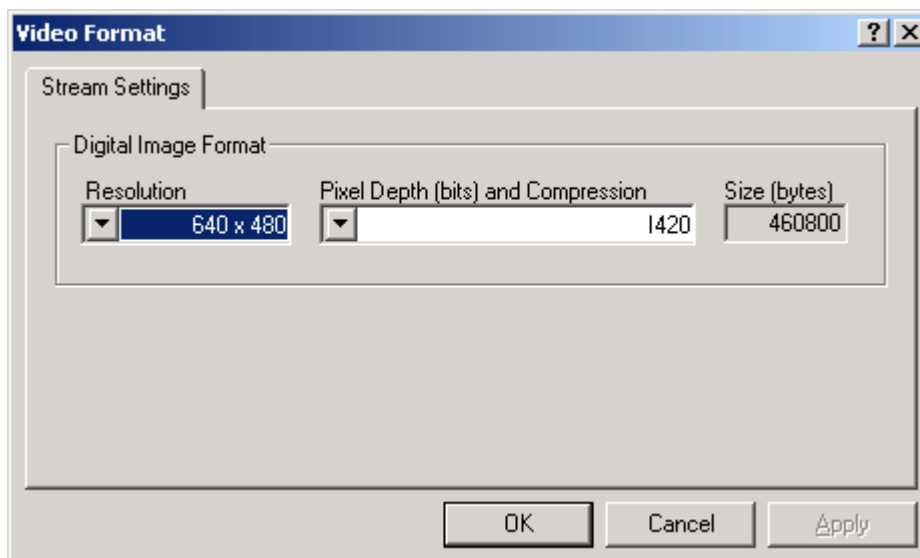 Video Format
Stream Settings
Digital Image Format
Resolution Pixel Depth (bits) and Compression Size (bytes)
640 x 480 I420 460800
OK Cancel Apply